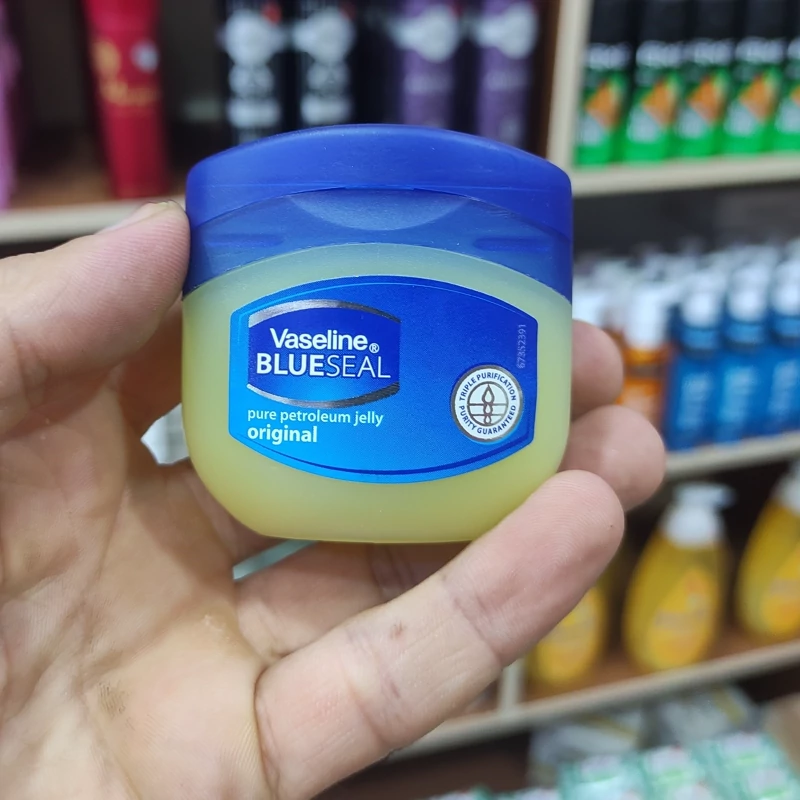 Vaseline®
BLUESEAL
pure petroleum jelly
original
67852391
TRIPLE PURIFICATION
PURITY GUARANTEED